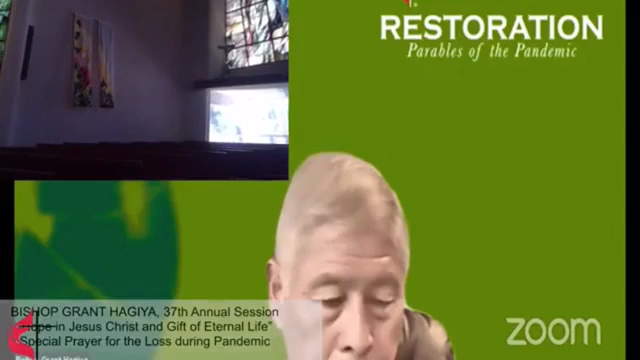 RESTORATION
Parables of the Pandemic
BISHOP GRANT HAGIYA, 37th Annual Session
"Hope in Jesus Christ and Gift of Eternal Life"
Special Prayer for the Loss during Pandemic
zoom